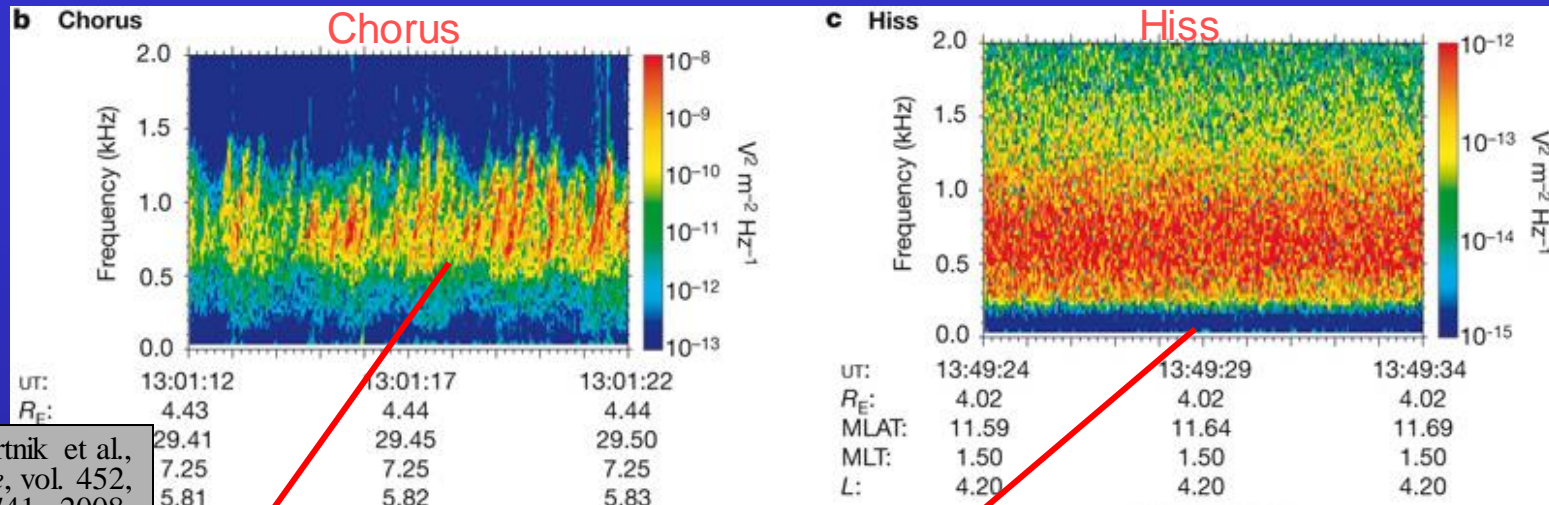 b Chorus
Chorus
2.0
1.5
1.0
0.5
0.0
Frequency (kHz)
10⁻⁸
10⁻⁹
10⁻¹⁰
10⁻¹¹
10⁻¹²
10⁻¹³
V² m⁻² Hz⁻¹
UT: 13:01:12 13:01:17 13:01:22
R_E: 4.43 4.44 4.44
29.41 29.45 29.50
7.25 7.25 7.25
5.81 5.82 5.83
et al.,
vol. 452,
2008
c Hiss
Hiss
2.0
1.5
1.0
0.5
0.0
Frequency (kHz)
10⁻¹²
10⁻¹³
10⁻¹⁴
10⁻¹⁵
V² m⁻² Hz⁻¹
UT: 13:49:24 13:49:29 13:49:34
R_E: 4.02 4.02 4.02
MLAT: 11.59 11.64 11.69
MLT: 1.50 1.50 1.50
L: 4.20 4.20 4.20